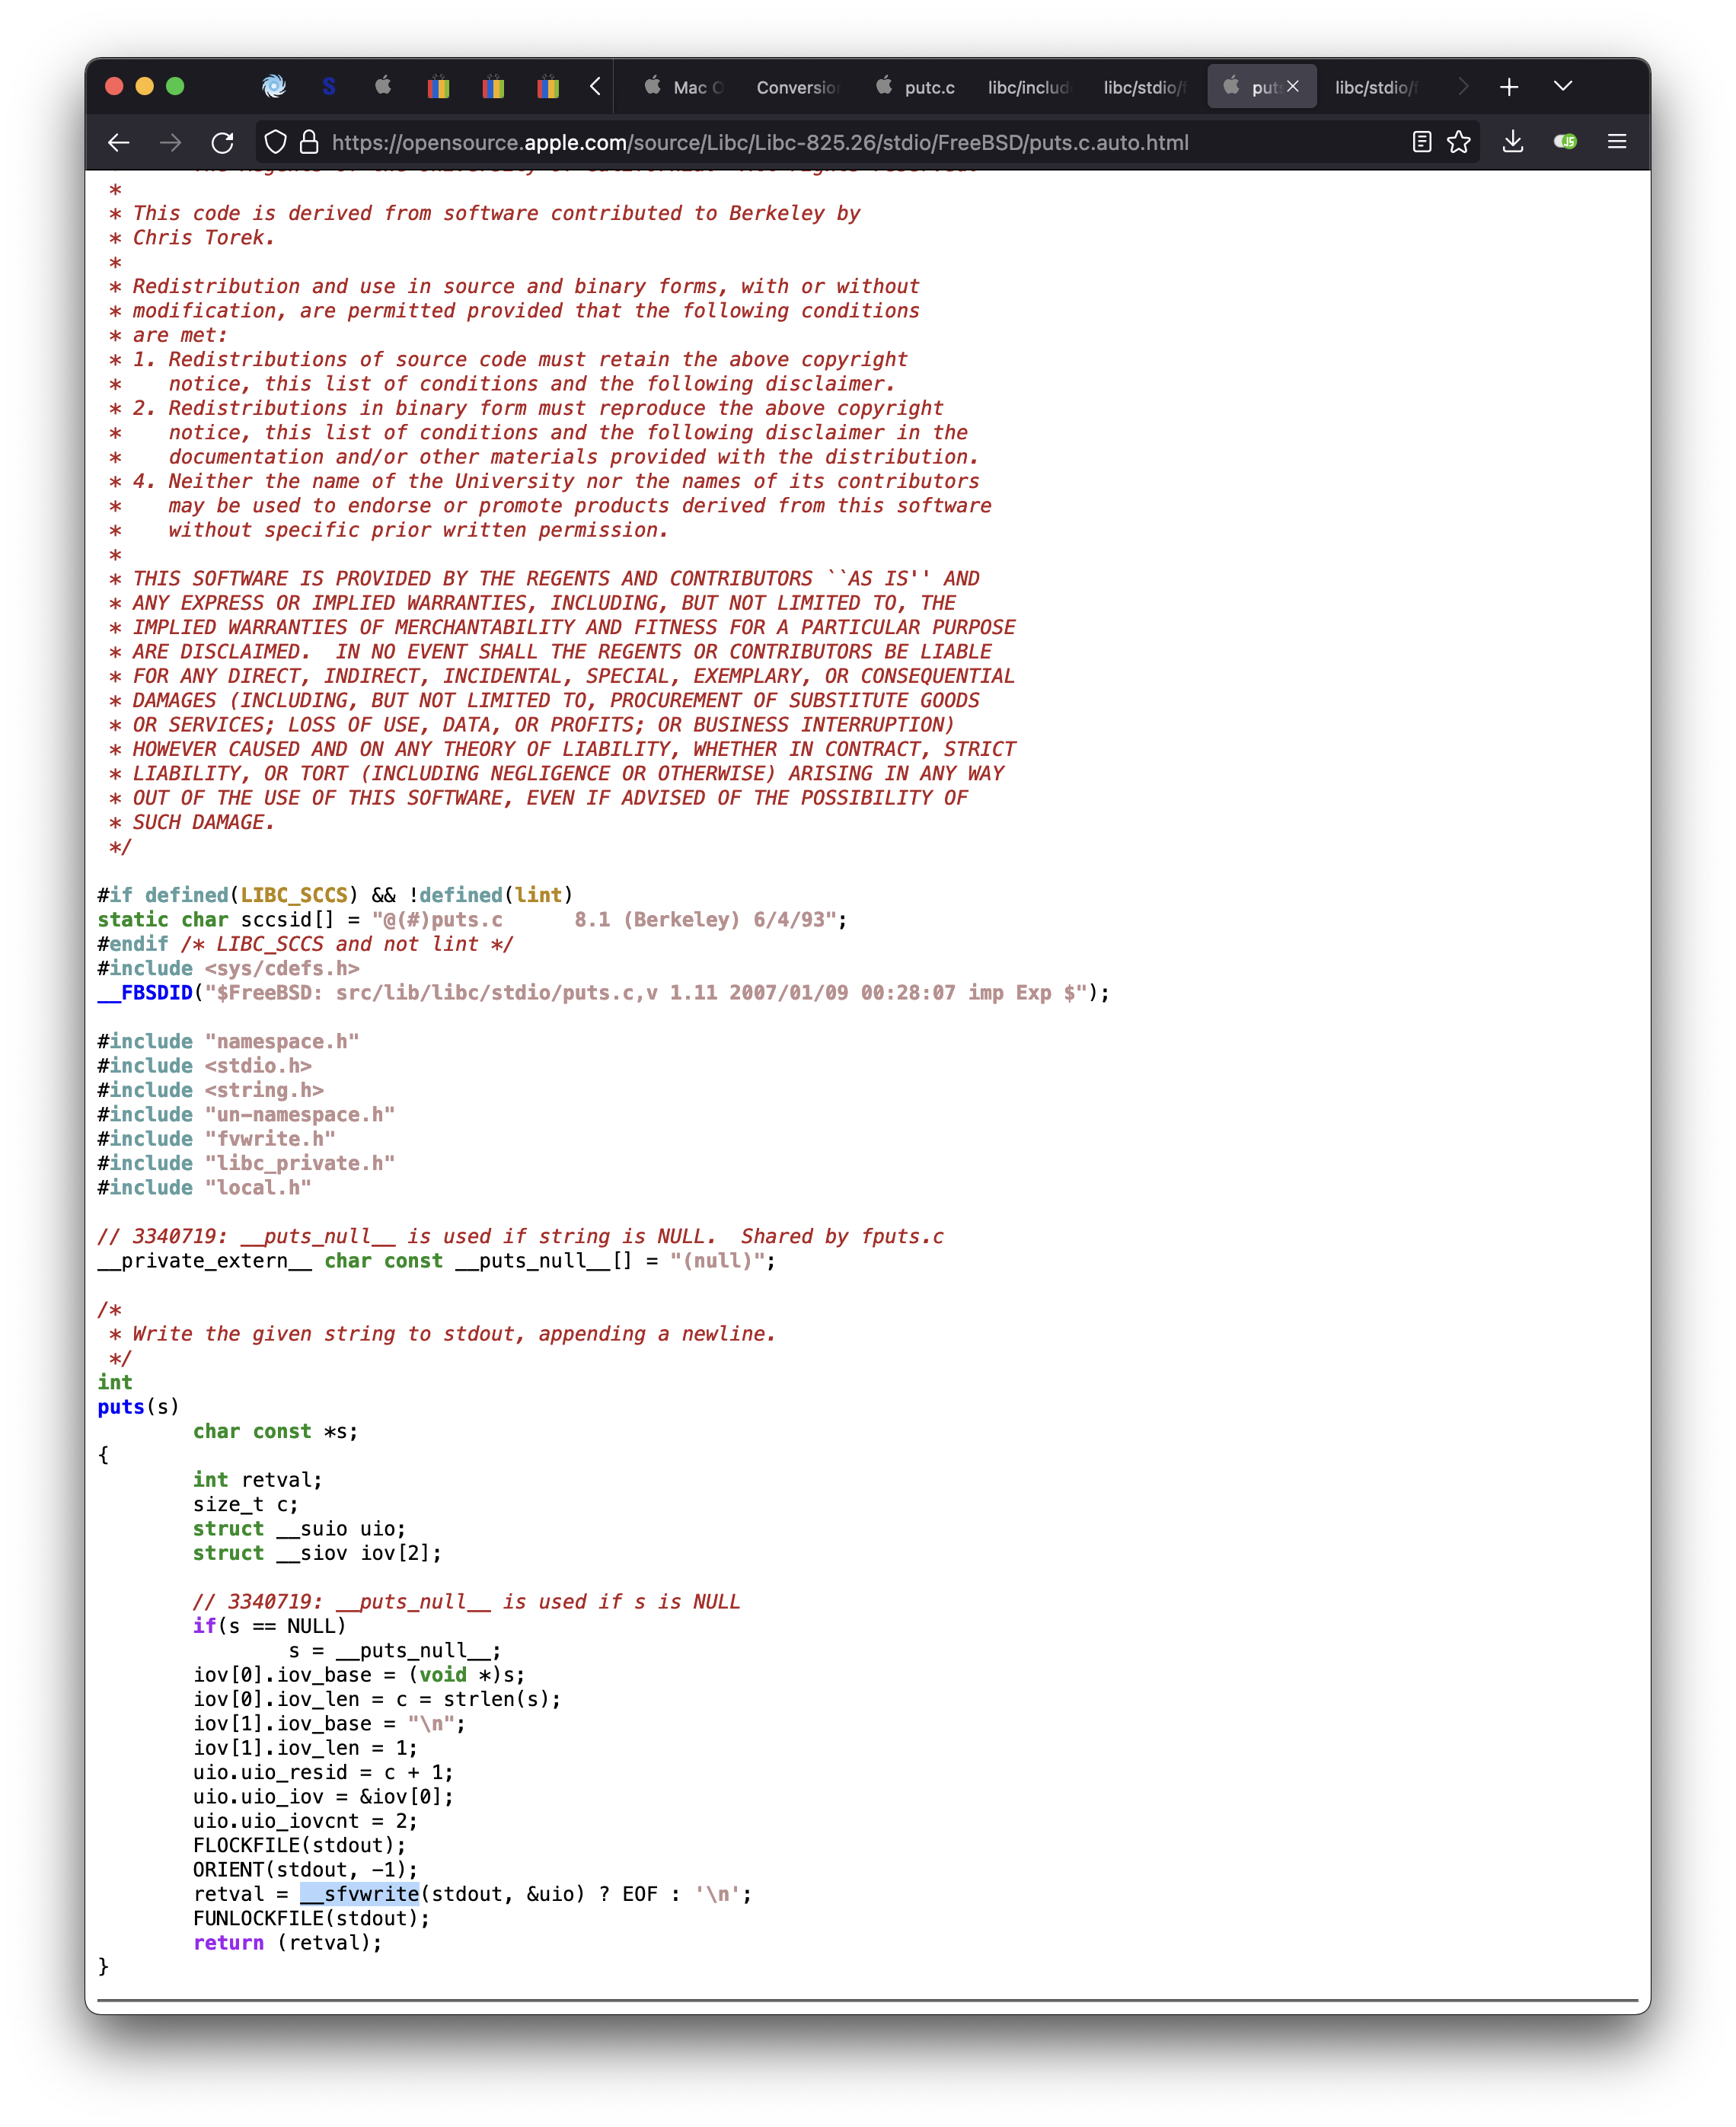 S
Mac O
Conversion
putc.c
libc/includ
libc/stdio/f
put
libc/stdio/f
https://opensource.apple.com/source/Libc/Libc-825.26/stdio/FreeBSD/puts.c.auto.html
JS
 *	The Regents of the University of California.  All rights reserved.
 *
 * This code is derived from software contributed to Berkeley by
 * Chris Torek.
 *
 * Redistribution and use in source and binary forms, with or without
 * modification, are permitted provided that the following conditions
 * are met:
 * 1. Redistributions of source code must retain the above copyright
 *    notice, this list of conditions and the following disclaimer.
 * 2. Redistributions in binary form must reproduce the above copyright
 *    notice, this list of conditions and the following disclaimer in the
 *    documentation and/or other materials provided with the distribution.
 * 4. Neither the name of the University nor the names of its contributors
 *    may be used to endorse or promote products derived from this software
 *    without specific prior written permission.
 *
 * THIS SOFTWARE IS PROVIDED BY THE REGENTS AND CONTRIBUTORS ``AS IS'' AND
 * ANY EXPRESS OR IMPLIED WARRANTIES, INCLUDING, BUT NOT LIMITED TO, THE
 * IMPLIED WARRANTIES OF MERCHANTABILITY AND FITNESS FOR A PARTICULAR PURPOSE
 * ARE DISCLAIMED.  IN NO EVENT SHALL THE REGENTS OR CONTRIBUTORS BE LIABLE
 * FOR ANY DIRECT, INDIRECT, INCIDENTAL, SPECIAL, EXEMPLARY, OR CONSEQUENTIAL
 * DAMAGES (INCLUDING, BUT NOT LIMITED TO, PROCUREMENT OF SUBSTITUTE GOODS
 * OR SERVICES; LOSS OF USE, DATA, OR PROFITS; OR BUSINESS INTERRUPTION)
 * HOWEVER CAUSED AND ON ANY THEORY OF LIABILITY, WHETHER IN CONTRACT, STRICT
 * LIABILITY, OR TORT (INCLUDING NEGLIGENCE OR OTHERWISE) ARISING IN ANY WAY
 * OUT OF THE USE OF THIS SOFTWARE, EVEN IF ADVISED OF THE POSSIBILITY OF
 * SUCH DAMAGE.
 */
#if defined(LIBC_SCCS) && !defined(lint)
static char sccsid[] = "@(#)puts.c      8.1 (Berkeley) 6/4/93";
#endif /* LIBC_SCCS and not lint */
#include <sys/cdefs.h>
__FBSDID("$FreeBSD: src/lib/libc/stdio/puts.c,v 1.11 2007/01/09 00:28:07 imp Exp $");
#include "namespace.h"
#include <stdio.h>
#include <string.h>
#include "un-namespace.h"
#include "fvwrite.h"
#include "libc_private.h"
#include "local.h"
// 3340719: __puts_null__ is used if string is NULL.  Shared by fputs.c
__private_extern__ char const __puts_null__[] = "(null)";
/*
 * Write the given string to stdout, appending a newline.
 */
int
puts(s)
        char const *s;
{
        int retval;
        size_t c;
        struct __suio uio;
        struct __siov iov[2];
        // 3340719: __puts_null__ is used if s is NULL
        if(s == NULL)
                s = __puts_null__;
        iov[0].iov_base = (void *)s;
        iov[0].iov_len = c = strlen(s);
        iov[1].iov_base = "\n";
        iov[1].iov_len = 1;
        uio.uio_resid = c + 1;
        uio.uio_iov = &iov[0];
        uio.uio_iovcnt = 2;
        FLOCKFILE(stdout);
        ORIENT(stdout, -1);
        retval = __sfvwrite(stdout, &uio) ? EOF : '\n';
        FUNLOCKFILE(stdout);
        return (retval);
}